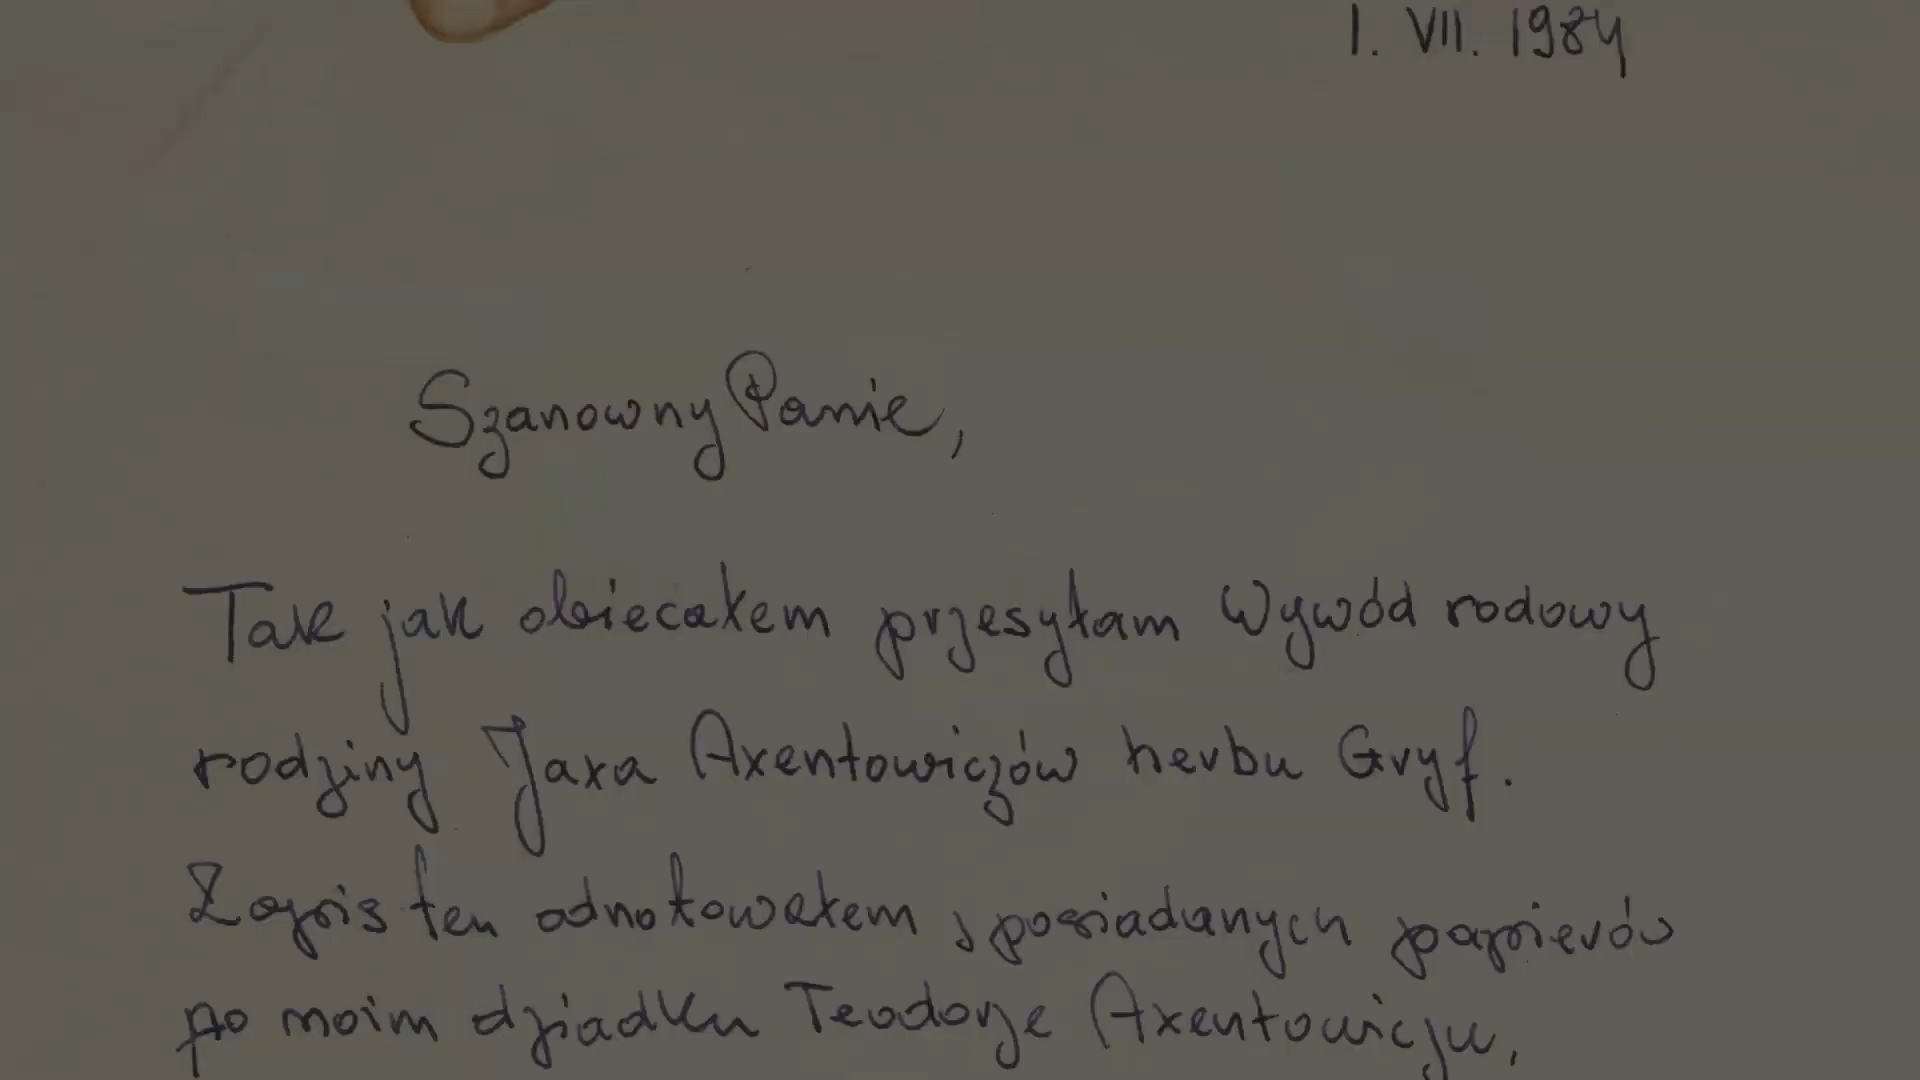 1. VII. 1984
Szanowny Panie,
Tak jak obiecałem przesyłam Wywód rodowy
rodziny Jaxa Axentowiczów herbu Gryf.
Zapis ten odnotowałem z posiadanych papierów
po moim dziadku Teodorze Axentowiczu,